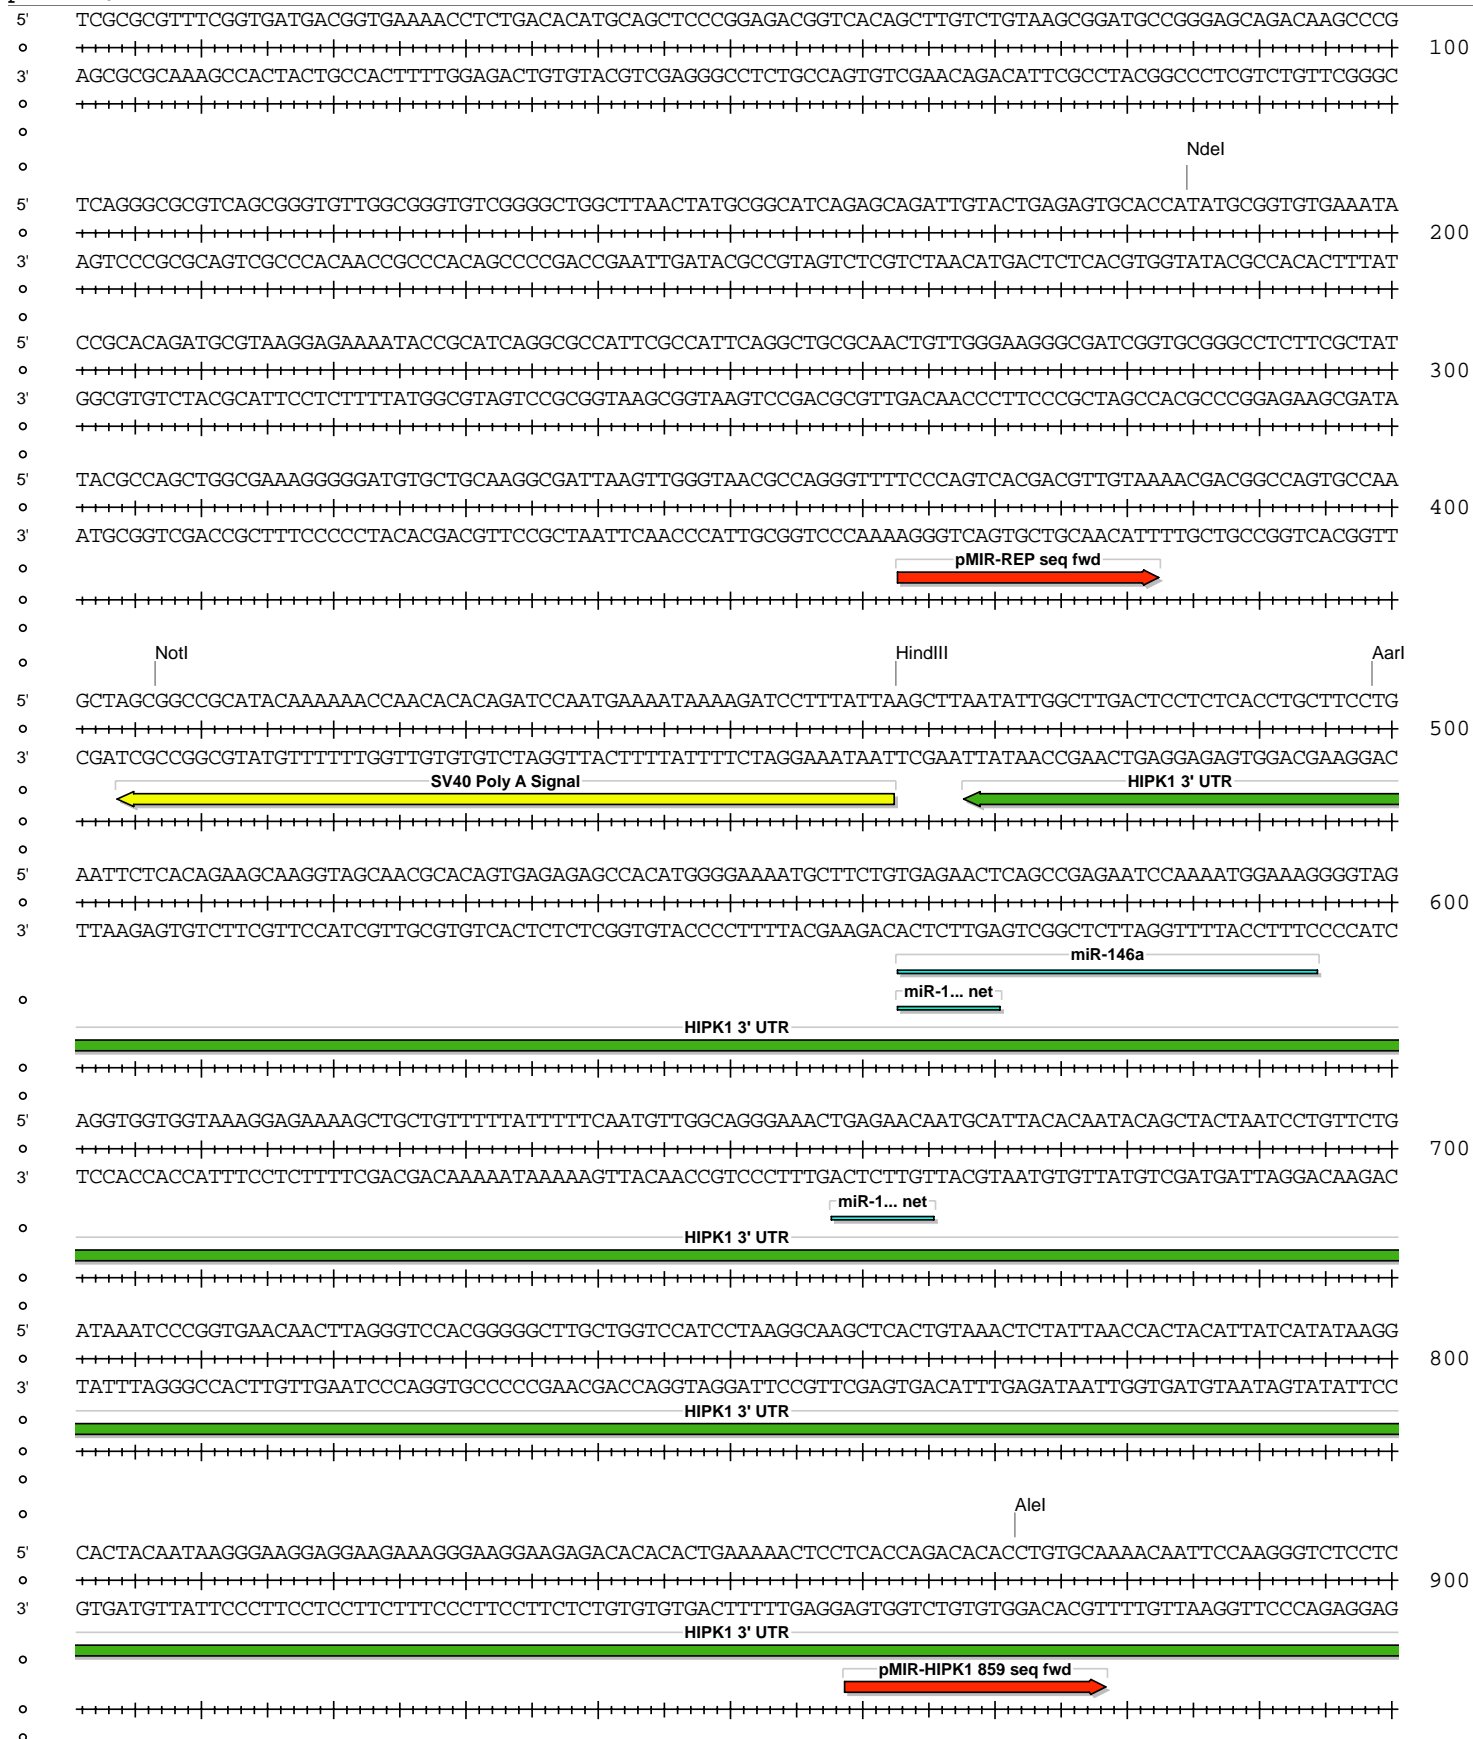 5' TCGCGCGTTTCGGTGATGACGGTGAAAACCTCTGACACATGCAGCTCCCGGAGACGGTCACAGCTTGTCTGTAAGCGGATGCCGGGAGCAGACAAGCCCG
100
3' AGCGCGCAAAGCCACTACTGCCACTTTTGGAGACTGTGTACGTCGAGGGCCTCTGCCAGTGTCGAACAGACATTCGCCTACGGCCCTCGTCTGTTCGGGC
NdeI
5' TCAGGGCGCGTCAGCGGGTGTTGGCGGGTGTCGGGGCTGGCTTAACTATGCGGCATCAGAGCAGATTGTACTGAGAGTGCACCATATGCGGTGTGAAATA
200
3' AGTCCCGCGCAGTCGCCCACAACCGCCCACAGCCCCGACCGAATTGATACGCCGTAGTCTCGTCTAACATGACTCTCACGTGGTATACGCCACACTTTAT
5' CCGCACAGATGCGTAAGGAGAAAATACCGCATCAGGCGCCATTCGCCATTCAGGCTGCGCAACTGTTGGGAAGGGCGATCGGTGCGGGCCTCTTCGCTAT
300
3' GGCGTGTCTACGCATTCCTCTTTTATGGCGTAGTCCGCGGTAAGCGGTAAGTCCGACGCGTTGACAACCCTTCCCGCTAGCCACGCCCGGAGAAGCGATA
5' TACGCCAGCTGGCGAAAGGGGGATGTGCTGCAAGGCGATTAAGTTGGGTAACGCCAGGGTTTTCCCAGTCACGACGTTGTAAAACGACGGCCAGTGCCAA
400
3' ATGCGGTCGACCGCTTTCCCCCTACACGACGTTCCGCTAATTCAACCCATTGCGGTCCCAAAAGGGTCAGTGCTGCAACATTTTGCTGCCGGTCACGGTT
pMIR-REP seq fwd
NotI HindIII AarI
5' GCTAGCGGCCGCATACAAAAAACCAACACACAGATCCAATGAAAATAAAAGATCCTTTATTAAGCTTAATATTGGCTTGACTCCTCTCACCTGCTTCCTG
500
3' CGATCGCCGGCGTATGTTTTTTGGTTGTGTGTCTAGGTTACTTTTATTTTCTAGGAAATAATTCGAATTATAACCGAACTGAGGAGAGTGGACGAAGGAC
SV40 Poly A Signal HIPK1 3' UTR
5' AATTCTCACAGAAGCAAGGTAGCAACGCACAGTGAGAGAGCCACATGGGGAAAATGCTTCTGTGAGAACTCAGCCGAGAATCCAAAATGGAAAGGGGTAG
600
3' TTAAGAGTGTCTTCGTTCCATCGTTGCGTGTCACTCTCTCGGTGTACCCCTTTTACGAAGACACTCTTGAGTCGGCTCTTAGGTTTTACCTTTCCCCATC
miR-146a
miR-1... net
HIPK1 3' UTR
5' AGGTGGTGGTAAAGGAGAAAAGCTGCTGTTTTTATTTTTCAATGTTGGCAGGGAAACTGAGAACAATGCATTACACAATACAGCTACTAATCCTGTTCTG
700
3' TCCACCACCATTTCCTCTTTTCGACGACAAAAATAAAAAGTTACAACCGTCCCTTTGACTCTTGTTACGTAATGTGTTATGTCGATGATTAGGACAAGAC
miR-1... net
HIPK1 3' UTR
5' ATAAATCCCGGTGAACAACTTAGGGTCCACGGGGGCTTGCTGGTCCATCCTAAGGCAAGCTCACTGTAAACTCTATTAACCACTACATTATCATATAAGG
800
3' TATTTAGGGCCACTTGTTGAATCCCAGGTGCCCCCGAACGACCAGGTAGGATTCCGTTCGAGTGACATTTGAGATAATTGGTGATGTAATAGTATATTCC
HIPK1 3' UTR
AleI
5' CACTACAATAAGGGAAGGAGGAAGAAAGGGAAGGAAGAGACACACACTGAAAAACTCCTCACCAGACACACCTGTGCAAAACAATTCCAAGGGTCTCCTC
900
3' GTGATGTTATTCCCTTCCTCCTTCTTTCCCTTCCTTCTCTGTGTGTGACTTTTTGAGGAGTGGTCTGTGTGGACACGTTTTGTTAAGGTTCCCAGAGGAG
HIPK1 3' UTR
pMIR-HIPK1 859 seq fwd